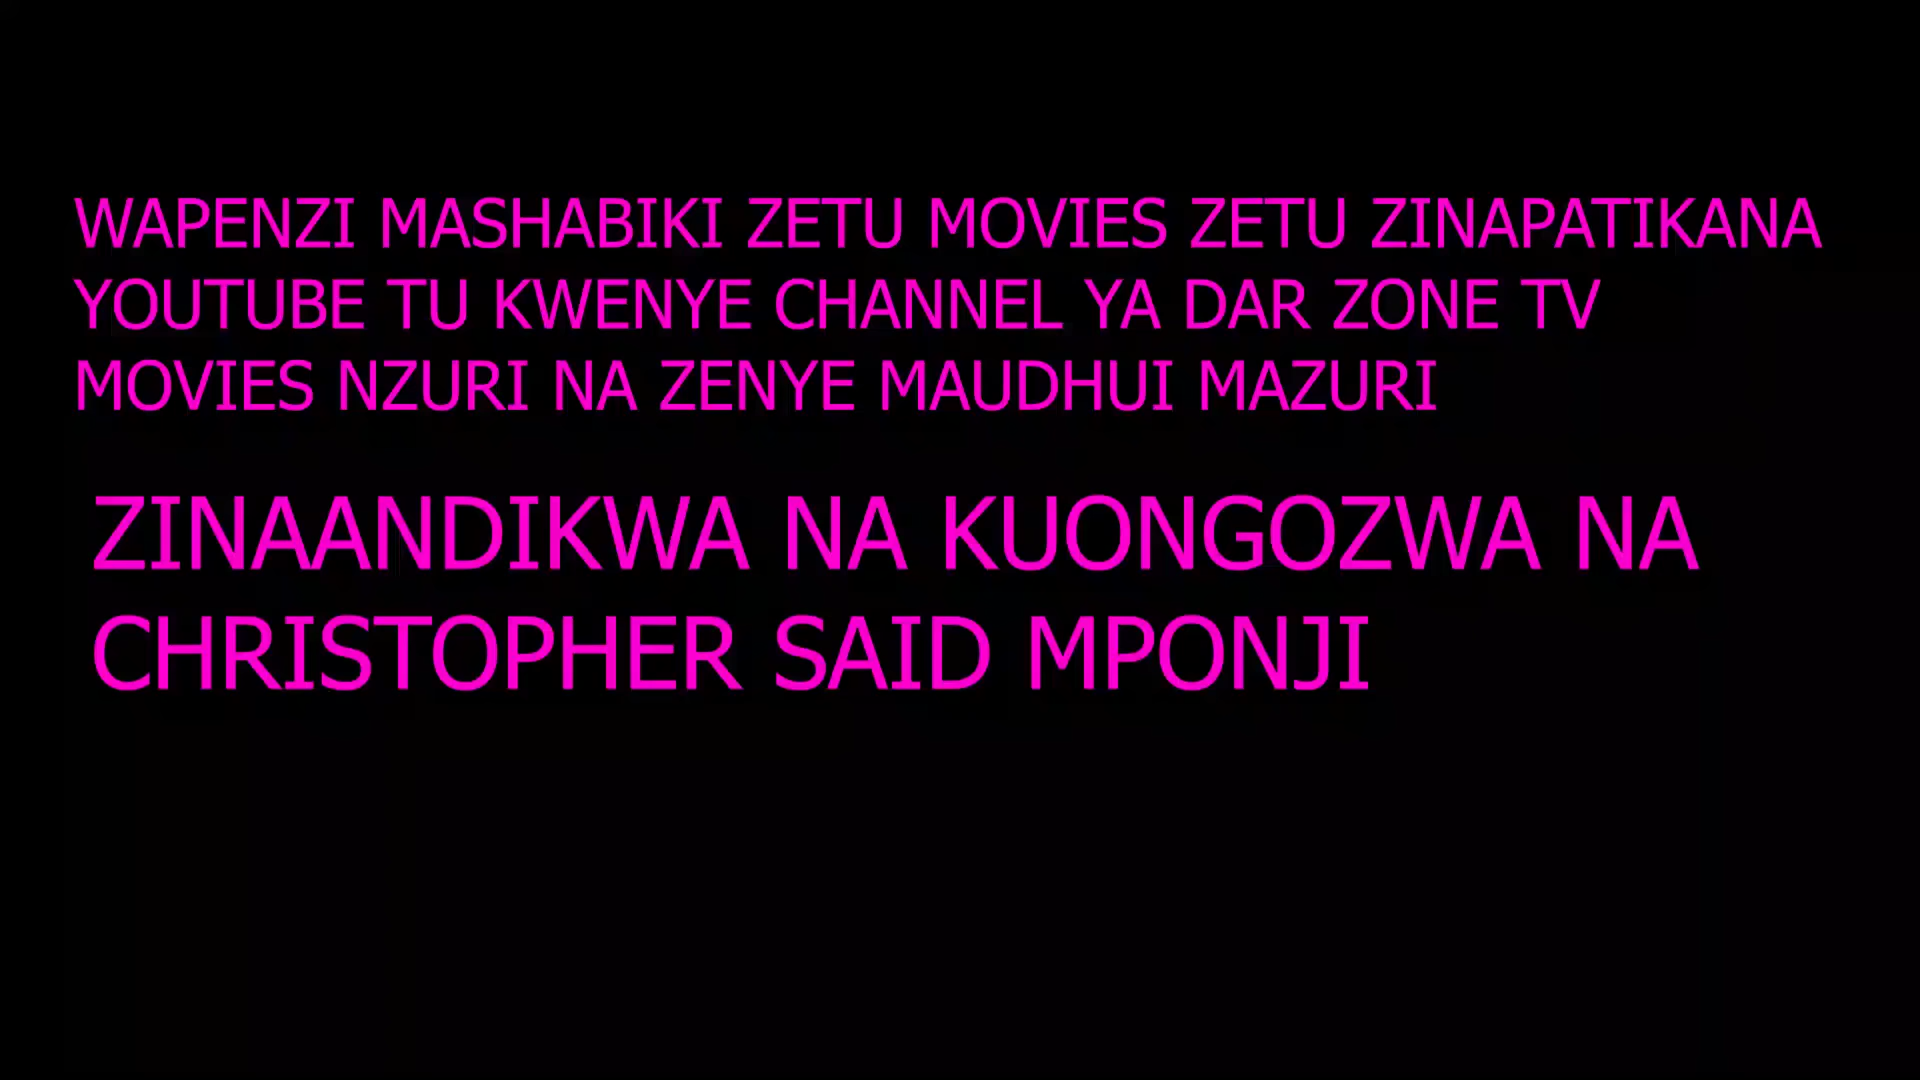 WAPENZI MASHABIKI ZETU MOVIES ZETU ZINAPATIKANA
YOUTUBE TU KWENYE CHANNEL YA DAR ZONE TV
MOVIES NZURI NA ZENYE MAUDHUI MAZURI
ZINAANDIKWA NA KUONGOZWA NA
CHRISTOPHER SAID MPONJI